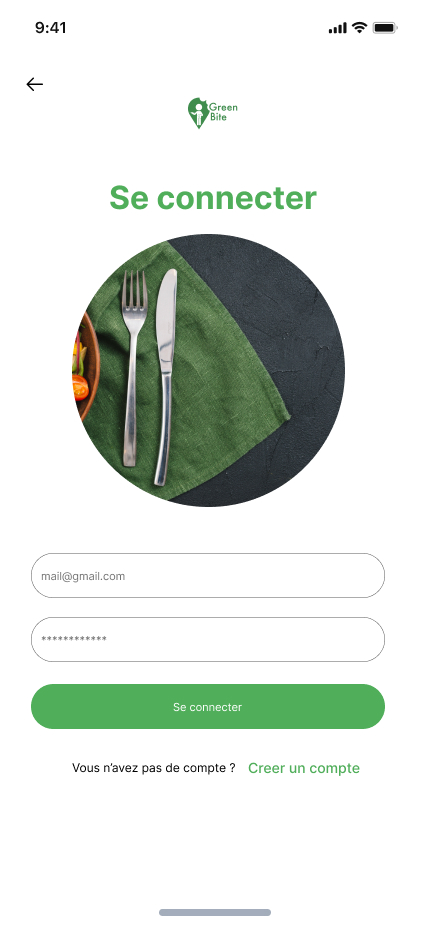 9:41
Green
Bite
Se connecter
mail@gmail.com
************
Se connecter
Vous n’avez pas de compte ? Creer un compte